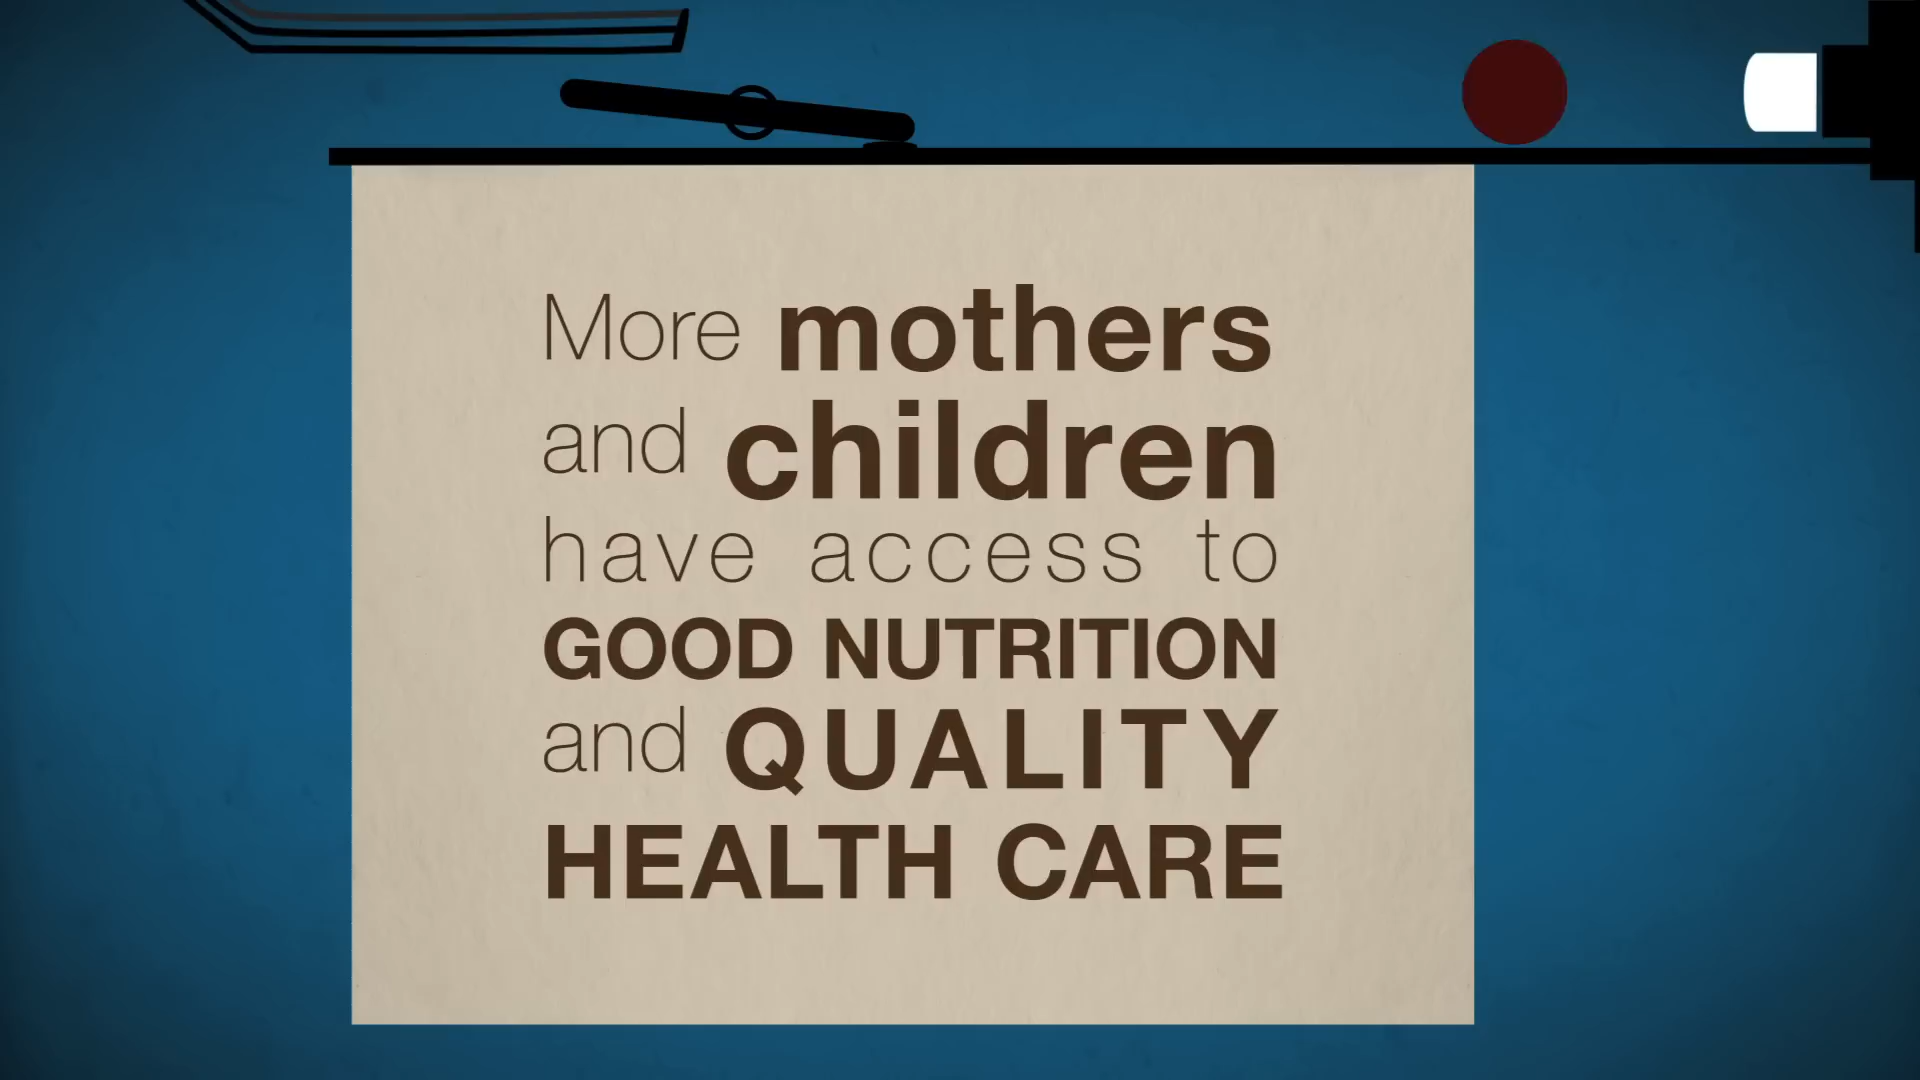 More mothers
and children
have access to
GOOD NUTRITION
and QUALITY
HEALTH CARE